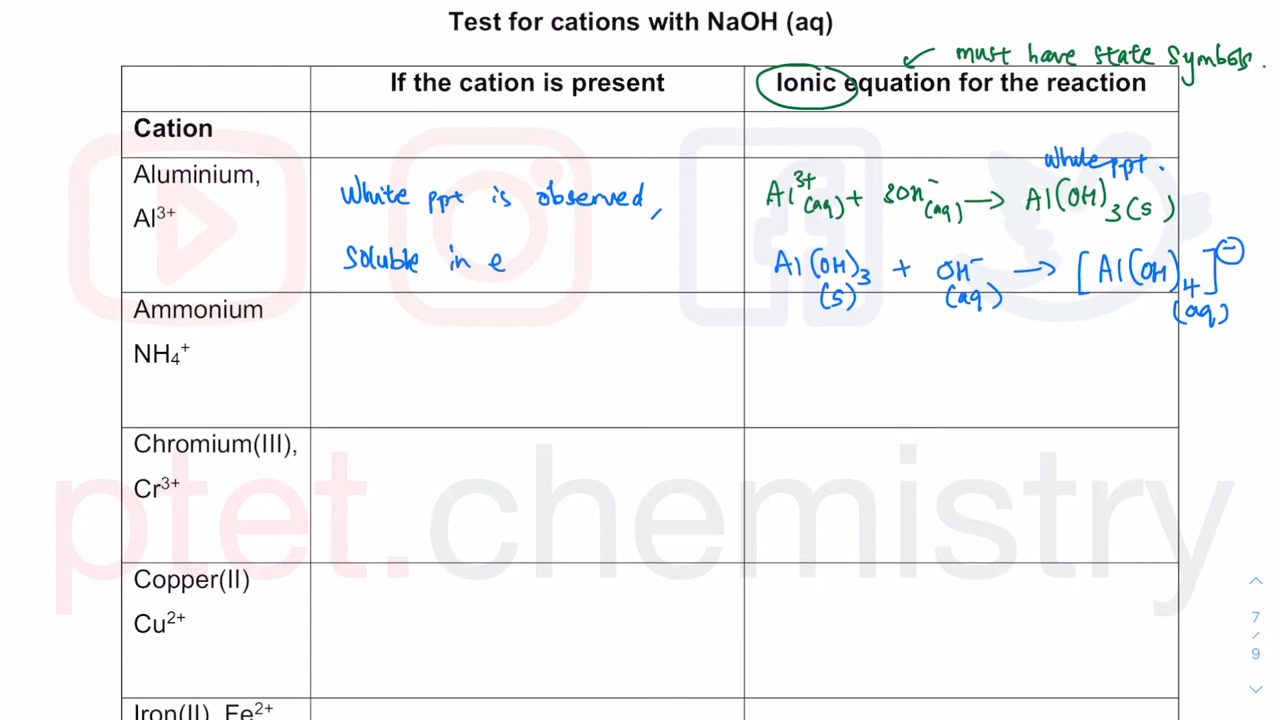 Test for cations with NaOH (aq)
must have state symbols.
If the cation is present
Ionic equation for the reaction
Cation
Aluminium,
Al3+
White ppt is observed,
Soluble in e
white ppt.
Al3+(aq) + 3OH-(aq) → Al(OH)3(s)
Al(OH)3(s) + OH-(aq) → [Al(OH)4]-(aq)
Ammonium
NH4+
Chromium(III),
Cr3+
Copper(II)
Cu2+
Iron(II), Fe2+
ptet.chemistry
7
/
9